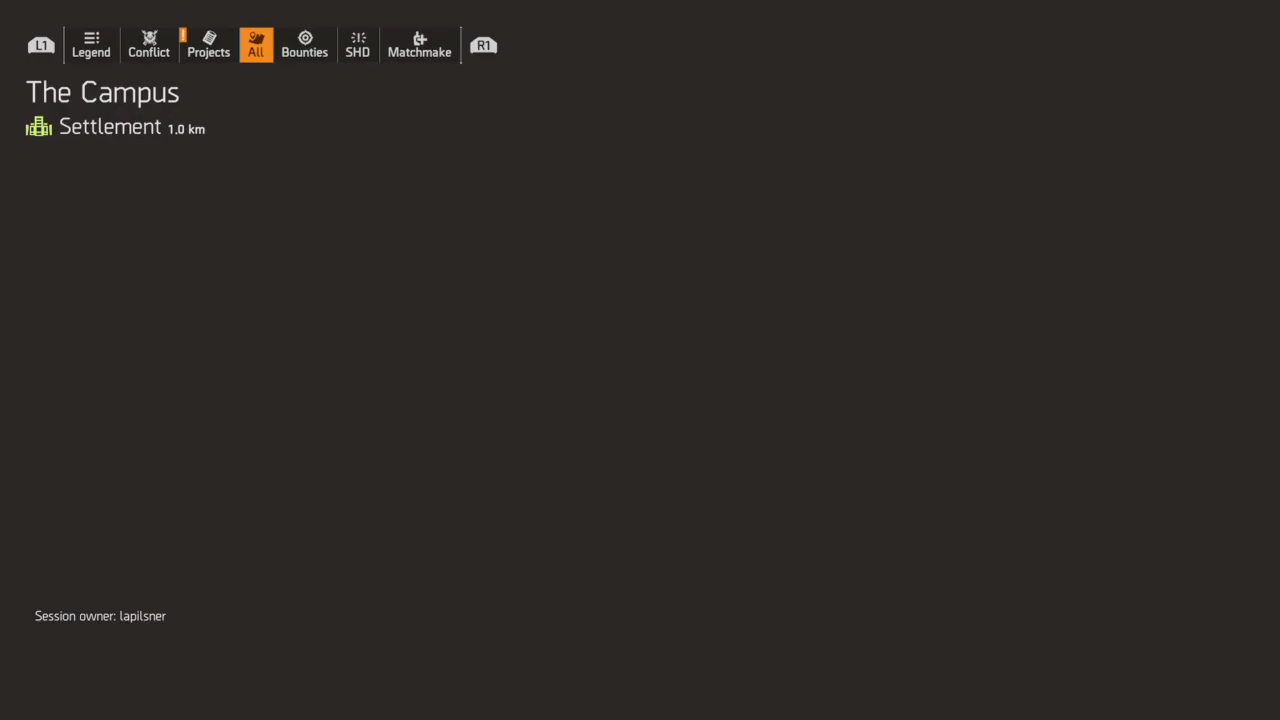 L1 Legend Conflict Projects All Bounties SHD Matchmake R1
The Campus
Settlement 1.0 km
Session owner: lapilsner